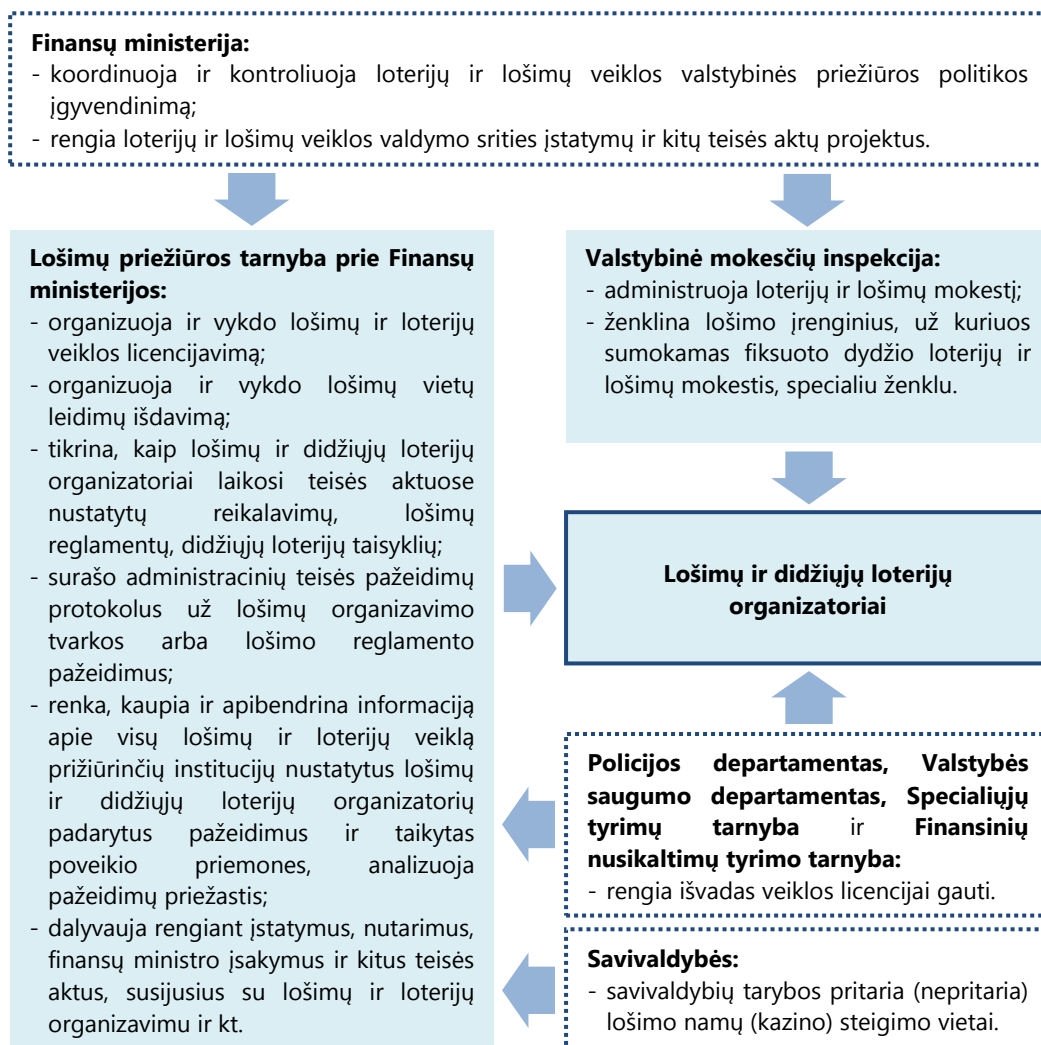 Finansų ministerija:
- koordinuoja ir kontroliuoja loterijų ir lošimų veiklos valstybinės priežiūros politikos
įgyvendinimą;
- rengia loterijų ir lošimų veiklos valdymo srities įstatymų ir kitų teisės aktų projektus.
Lošimų priežiūros tarnyba prie Finansų
ministerijos:
- organizuoja ir vykdo lošimų ir loterijų
veiklos licencijavimą;
- organizuoja ir vykdo lošimų vietų
leidimų išdavimą;
- tikrina, kaip lošimų ir didžiųjų loterijų
organizatoriai laikosi teisės aktuose
nustatytų reikalavimų, lošimų
reglamentų, didžiųjų loterijų taisyklių;
- surašo administracinių teisės pažeidimų
protokolus už lošimų organizavimo
tvarkos arba lošimo reglamento
pažeidimus;
- renka, kaupia ir apibendrina informaciją
apie visų lošimų ir loterijų veiklą
prižiūrinčių institucijų nustatytus lošimų
ir didžiųjų loterijų organizatorių
padarytus pažeidimus ir taikytas
poveikio priemones, analizuoja
pažeidimų priežastis;
- dalyvauja rengiant įstatymus, nutarimus,
finansų ministro įsakymus ir kitus teisės
aktus, susijusius su lošimų ir loterijų
organizavimu ir kt.
Valstybinė mokesčių inspekcija:
- administruoja loterijų ir lošimų mokestį;
- ženklina lošimo įrenginius, už kuriuos
sumokamas fiksuoto dydžio loterijų ir
lošimų mokestis, specialiu ženklu.
Lošimų ir didžiųjų loterijų
organizatoriai
Policijos departamentas, Valstybės
saugumo departamentas, Specialiųjų
tyrimų tarnyba ir Finansinių
nusikaltimų tyrimo tarnyba:
- rengia išvadas veiklos licencijai gauti.
Savivaldybės:
- savivaldybių tarybos pritaria (nepritaria)
lošimo namų (kazino) steigimo vietai.